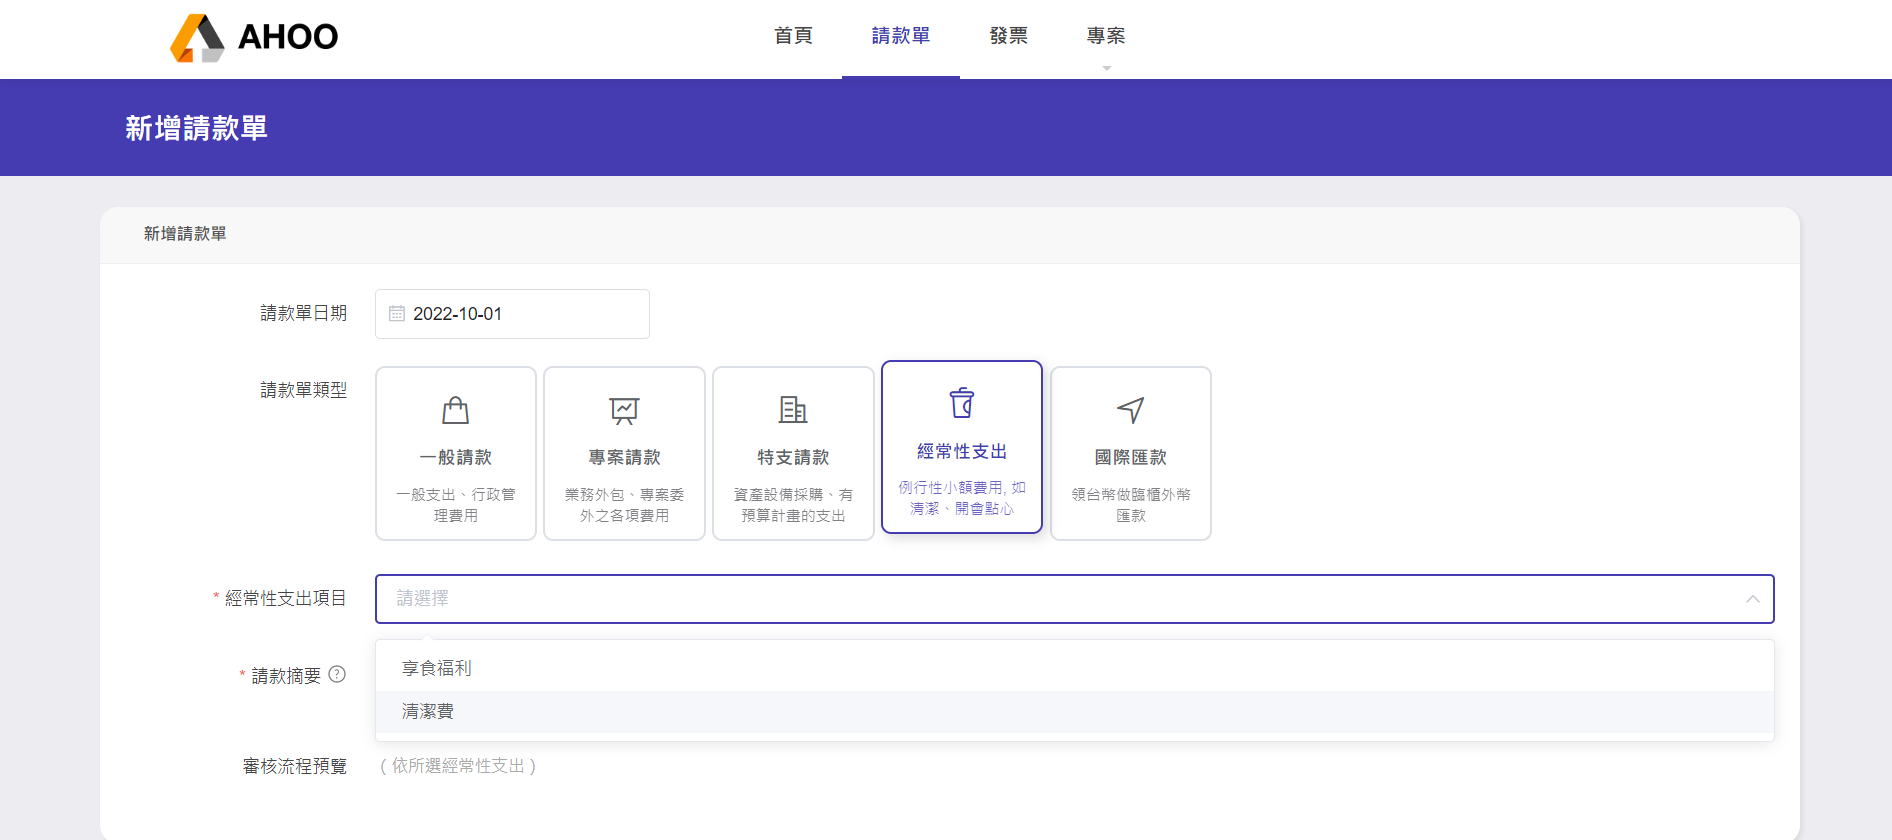 AHOO
首頁
請款單
發票
專案
新增請款單
新增請款單
請款單日期
2022-10-01
請款單類型
一般請款
一般支出、行政管
理費用
專案請款
業務外包、專案委
外之各項費用
特支請款
資產設備採購、有
預算計畫的支出
經常性支出
例行性小額費用, 如
清潔、開會點心
國際匯款
領台幣做臨櫃外幣
匯款
* 經常性支出項目
請選擇
享食福利
清潔費
* 請款摘要 ?
審核流程預覽
( 依所選經常性支出 )